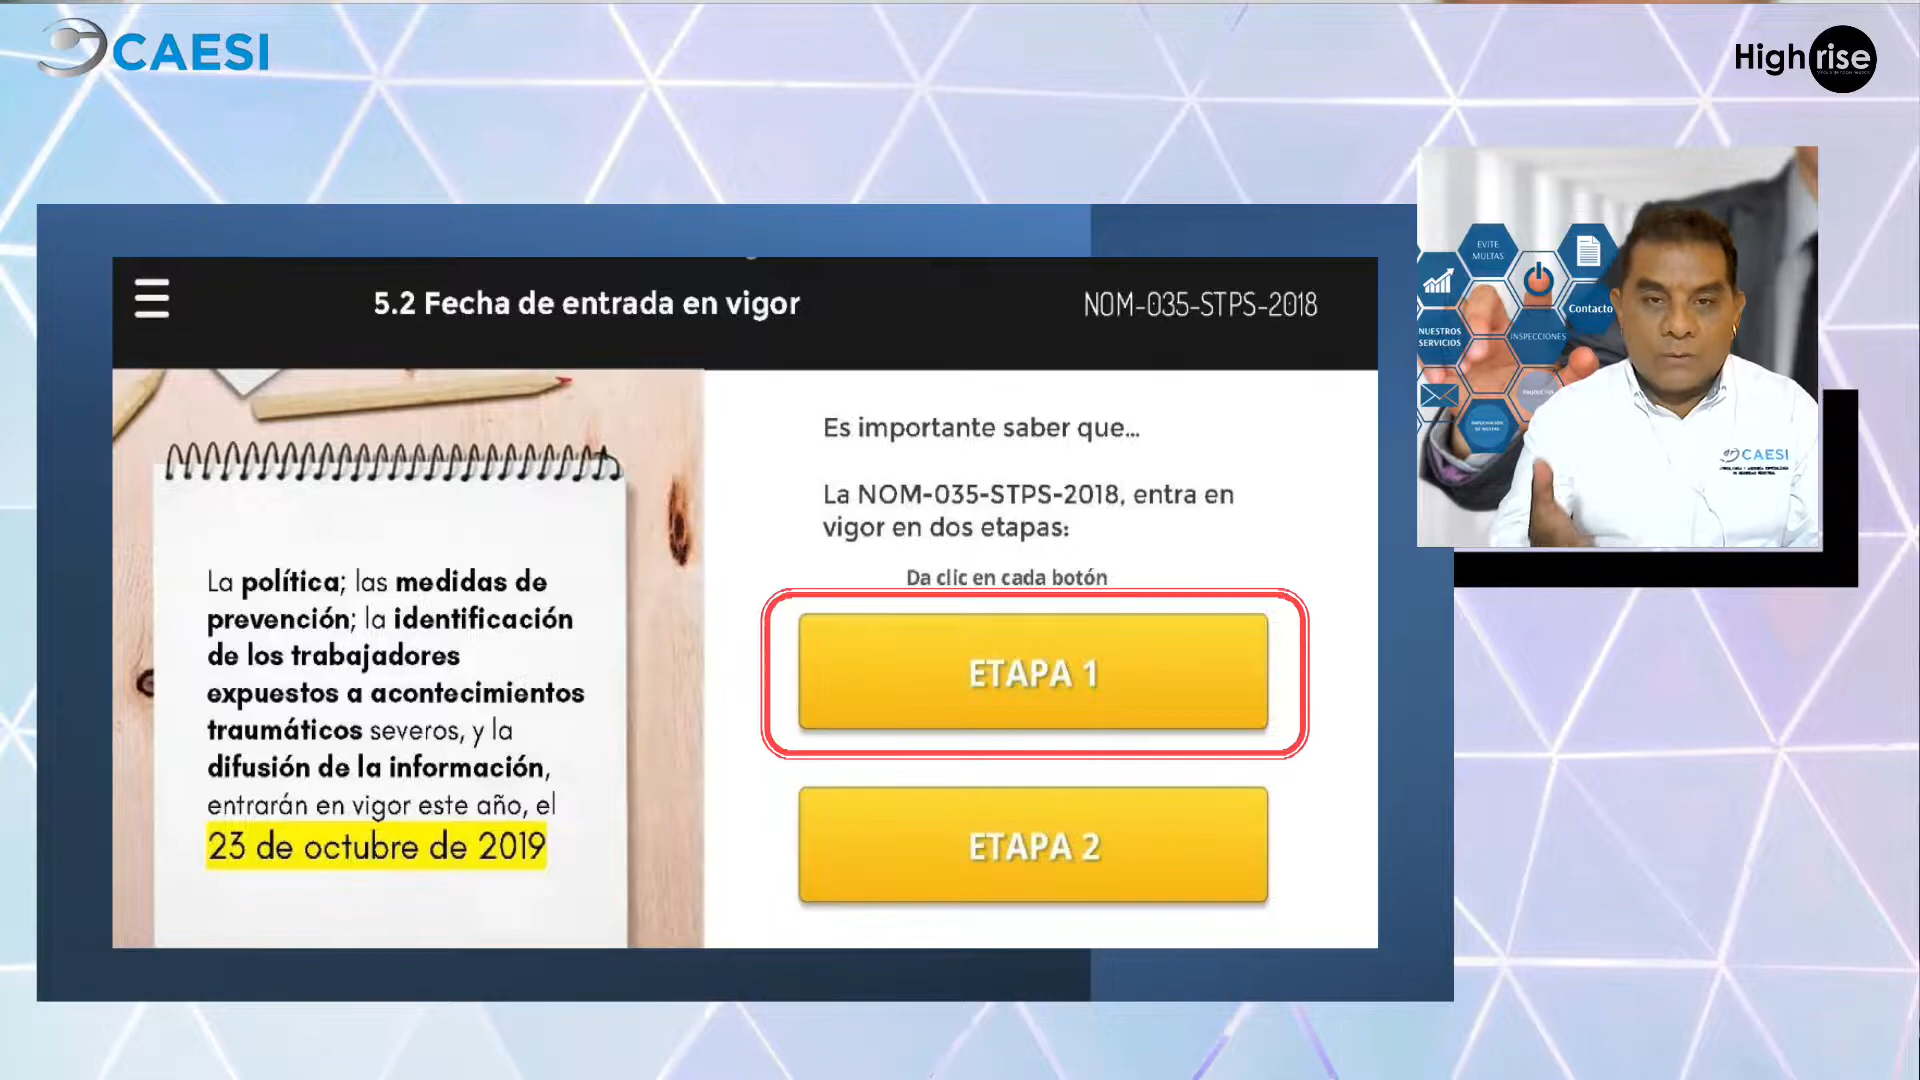 CAESI
High rise
5.2 Fecha de entrada en vigor
NOM-035-STPS-2018
La política; las medidas de
prevención; la identificación
de los trabajadores
expuestos a acontecimientos
traumáticos severos, y la
difusión de la información,
entrarán en vigor este año, el
23 de octubre de 2019
Es importante saber que...
La NOM-035-STPS-2018, entra en
vigor en dos etapas:
Da clic en cada botón
ETAPA 1
ETAPA 2
EVITE
MULTAS
Contacto
NUESTROS
SERVICIOS
INSPECCIONES
CAESI